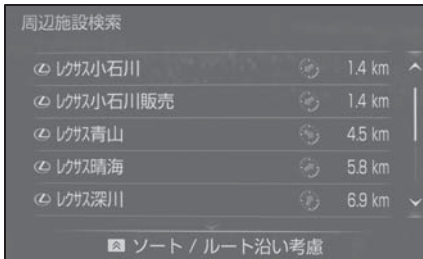 周辺施設検索
レクサス小石川 1.4 km
レクサス小石川販売 1.4 km
レクサス青山 4.5 km
レクサス晴海 5.8 km
レクサス深川 6.9 km
ソート / ルート沿い考慮